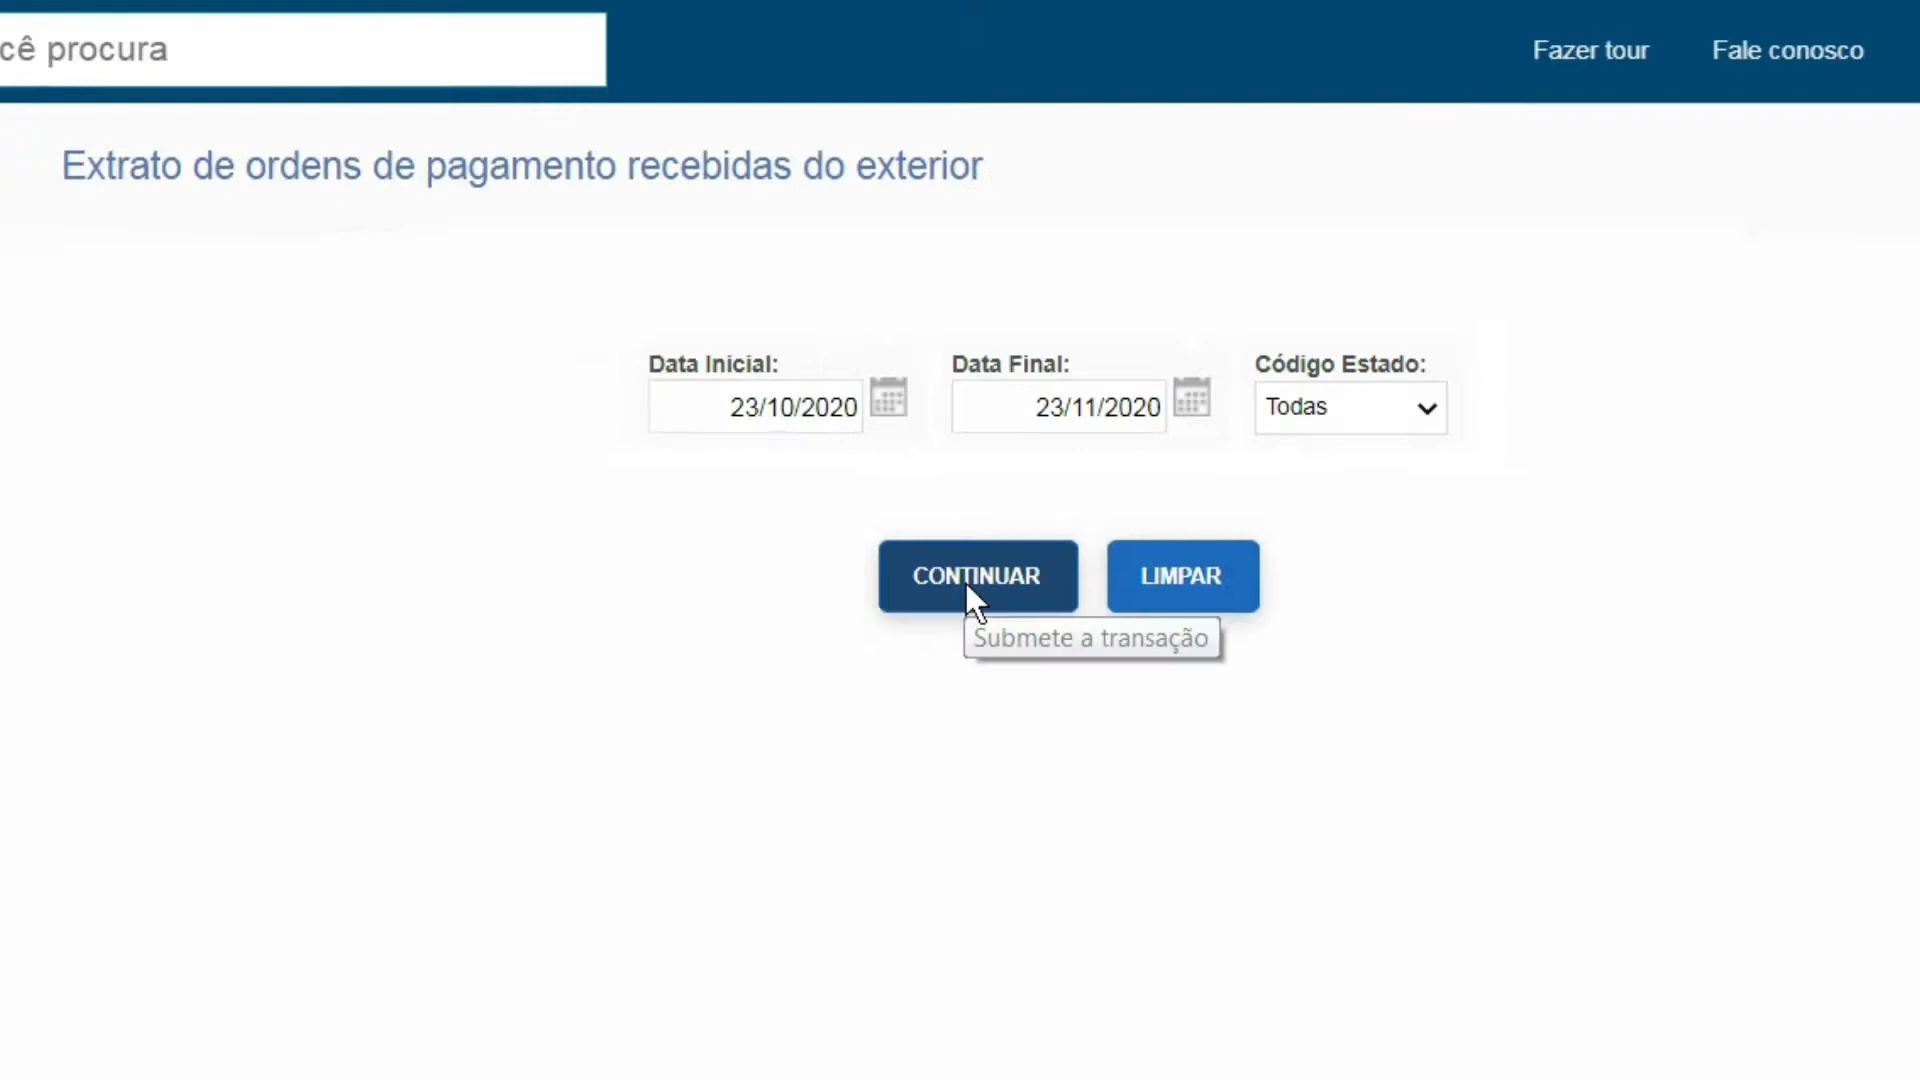 cê procura
Fazer tour
Fale conosco
Extrato de ordens de pagamento recebidas do exterior
Data Inicial:
Data Final:
Código Estado:
23/10/2020
23/11/2020
Todas
CONTINUAR
LIMPAR
Submete a transação